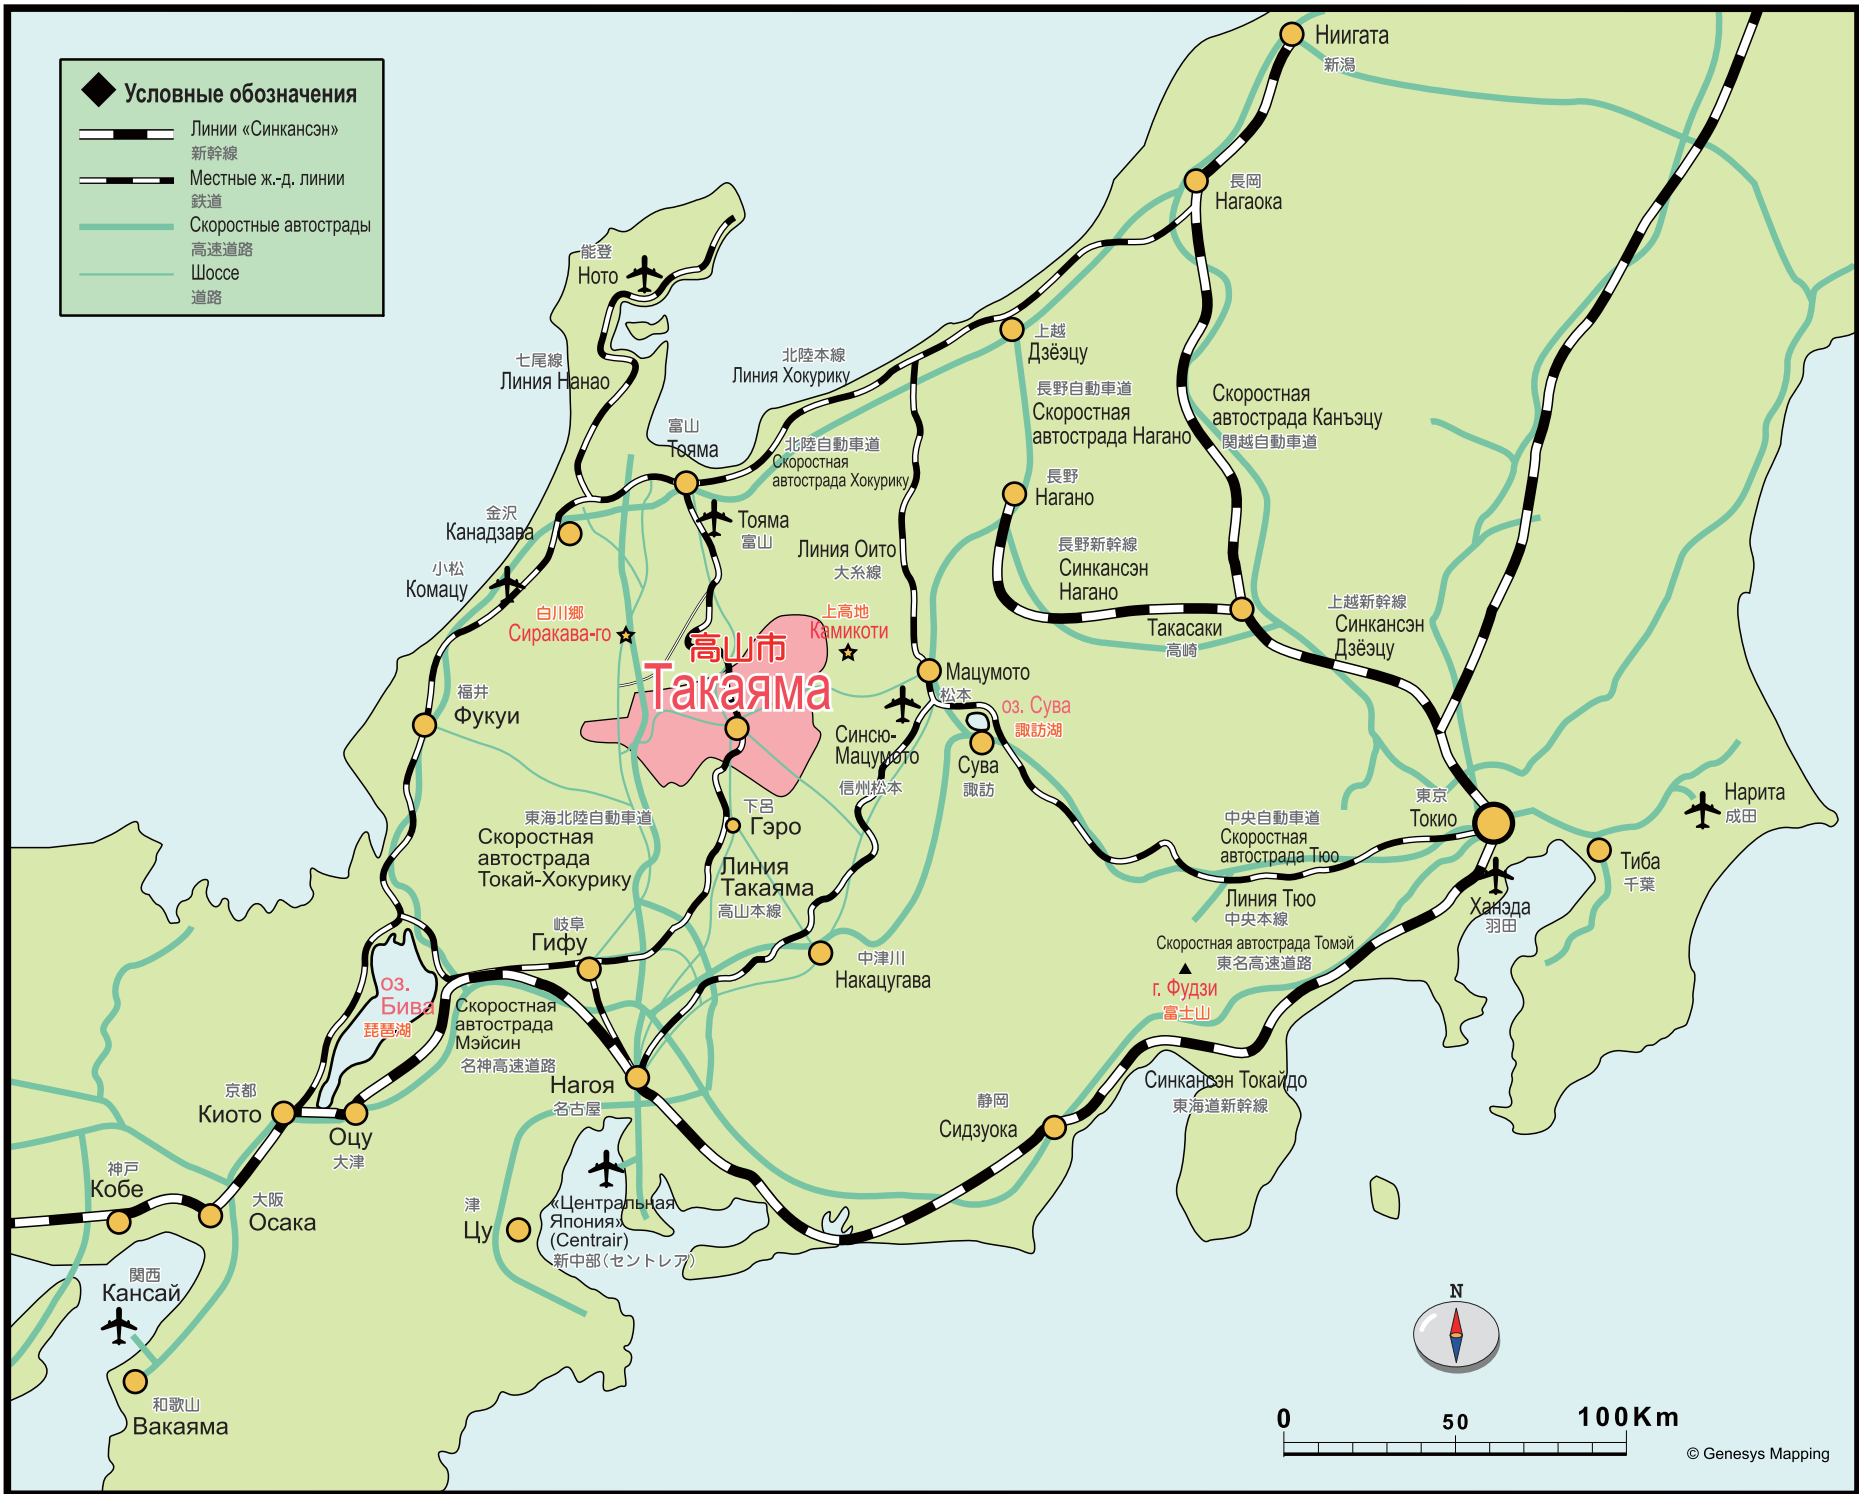 Условные обозначения
Линии «Синкансэн»
新幹線
Местные ж.-д. линии
鉄道
Скоростные автострады
高速道路
Шоссе
道路
Ниигата
新潟
長岡
Нагаока
能登
Ното
七尾線
Линия Нанао
北陸本線
Линия Хокурику
上越
Дзёэцу
長野自動車道
Скоростная
автострада Нагано
Скоростная
автострада Канъэцу
関越自動車道
富山
Тояма
北陸自動車道
Скоростная
автострада Хокурику
長野
Нагано
金沢
Канадзава
Тояма
富山
Линия Оито
大糸線
長野新幹線
Синкансэн
Нагано
小松
Комацу
白川郷
Сиракава-го
上高地
Камикоти
高山市
Такаяма
Такасаки
高崎
上越新幹線
Синкансэн
Дзёэцу
Мацумото
松本
福井
Фукуи
оз. Сува
諏訪湖
Синсю-
Мацумото
信州松本
Сува
諏訪
東海北陸自動車道
Скоростная
автострада
Токай-Хокурику
下呂
Гэро
Линия
Такаяма
高山本線
東京
Токио
Нарита
成田
中央自動車道
Скоростная
автострада Тюо
Тиба
千葉
Линия Тюо
中央本線
Ханэда
羽田
岐阜
Гифу
中津川
Накацугава
Скоростная автострада Томэй
東名高速道路
г. Фудзи
富士山
оз.
Бива
琵琶湖
Скоростная
автострада
Мэйсин
名神高速道路
Нагоя
名古屋
Синкансэн Токайдо
東海道新幹線
京都
Киото
Оцу
大津
静岡
Сидзуока
神戸
Кобе
大阪
Осака
津
Цу
«Центральная
Япония»
(Centrair)
新中部(セントレア)
関西
Кансай
和歌山
Вакаяма
N
0
50
100Km
© Genesys Mapping